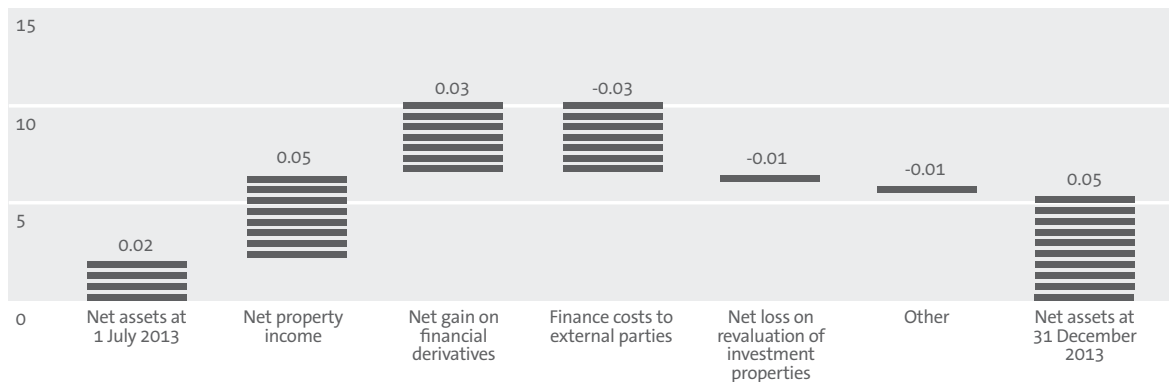 15
10
5
0
0.02
0.05
0.03
-0.03
-0.01
-0.01
0.05
Net assets at
1 July 2013
Net property
income
Net gain on
financial
derivatives
Finance costs to
external parties
Net loss on
revaluation of
investment
properties
Other
Net assets at
31 December
2013